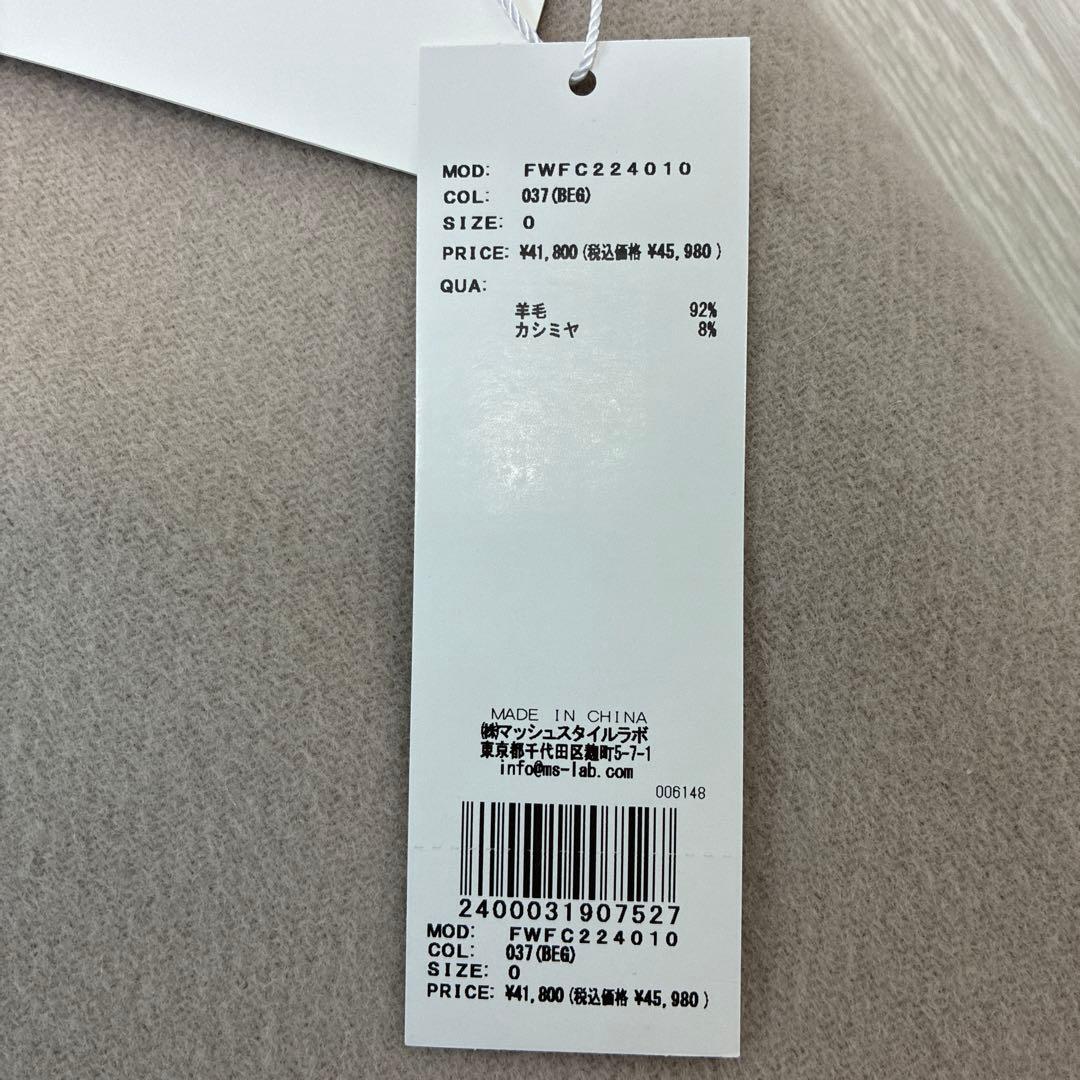 MOD: FWFC224010
COL: 037(BEG)
SIZE: 0
PRICE: ¥41,800(税込価格 ¥45,980)
QUA:
羊毛 92%
カシミヤ 8%
MADE IN CHINA
㈱マッシュスタイルラボ
東京都千代田区麹町5-7-1
info@ms-lab.com
006148
2400031907527
MOD: FWFC224010
COL: 037(BEG)
SIZE: 0
PRICE: ¥41,800(税込価格 ¥45,980)